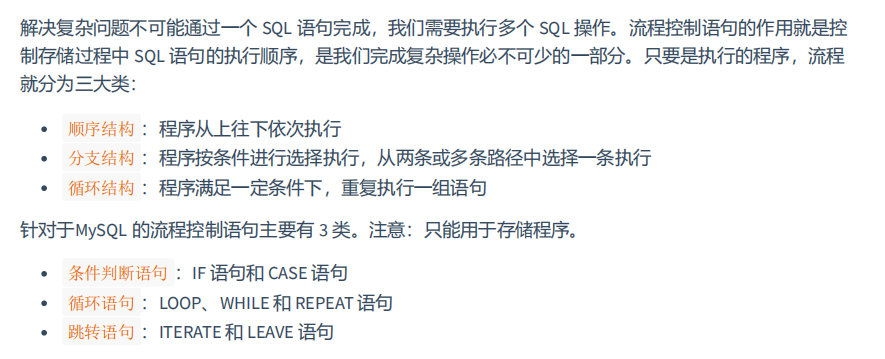 解决复杂问题不可能通过一个 SQL 语句完成，我们需要执行多个 SQL 操作。流程控制语句的作用就是控
制存储过程中 SQL 语句的执行顺序，是我们完成复杂操作必不可少的一部分。只要是执行的程序，流程
就分为三大类：
• 顺序结构 ：程序从上往下依次执行
• 分支结构 ：程序按条件进行选择执行，从两条或多条路径中选择一条执行
• 循环结构 ：程序满足一定条件下，重复执行一组语句
针对于MySQL 的流程控制语句主要有 3 类。注意：只能用于存储程序。
• 条件判断语句 ：IF 语句和 CASE 语句
• 循环语句 ：LOOP、WHILE 和 REPEAT 语句
• 跳转语句 ：ITERATE 和 LEAVE 语句